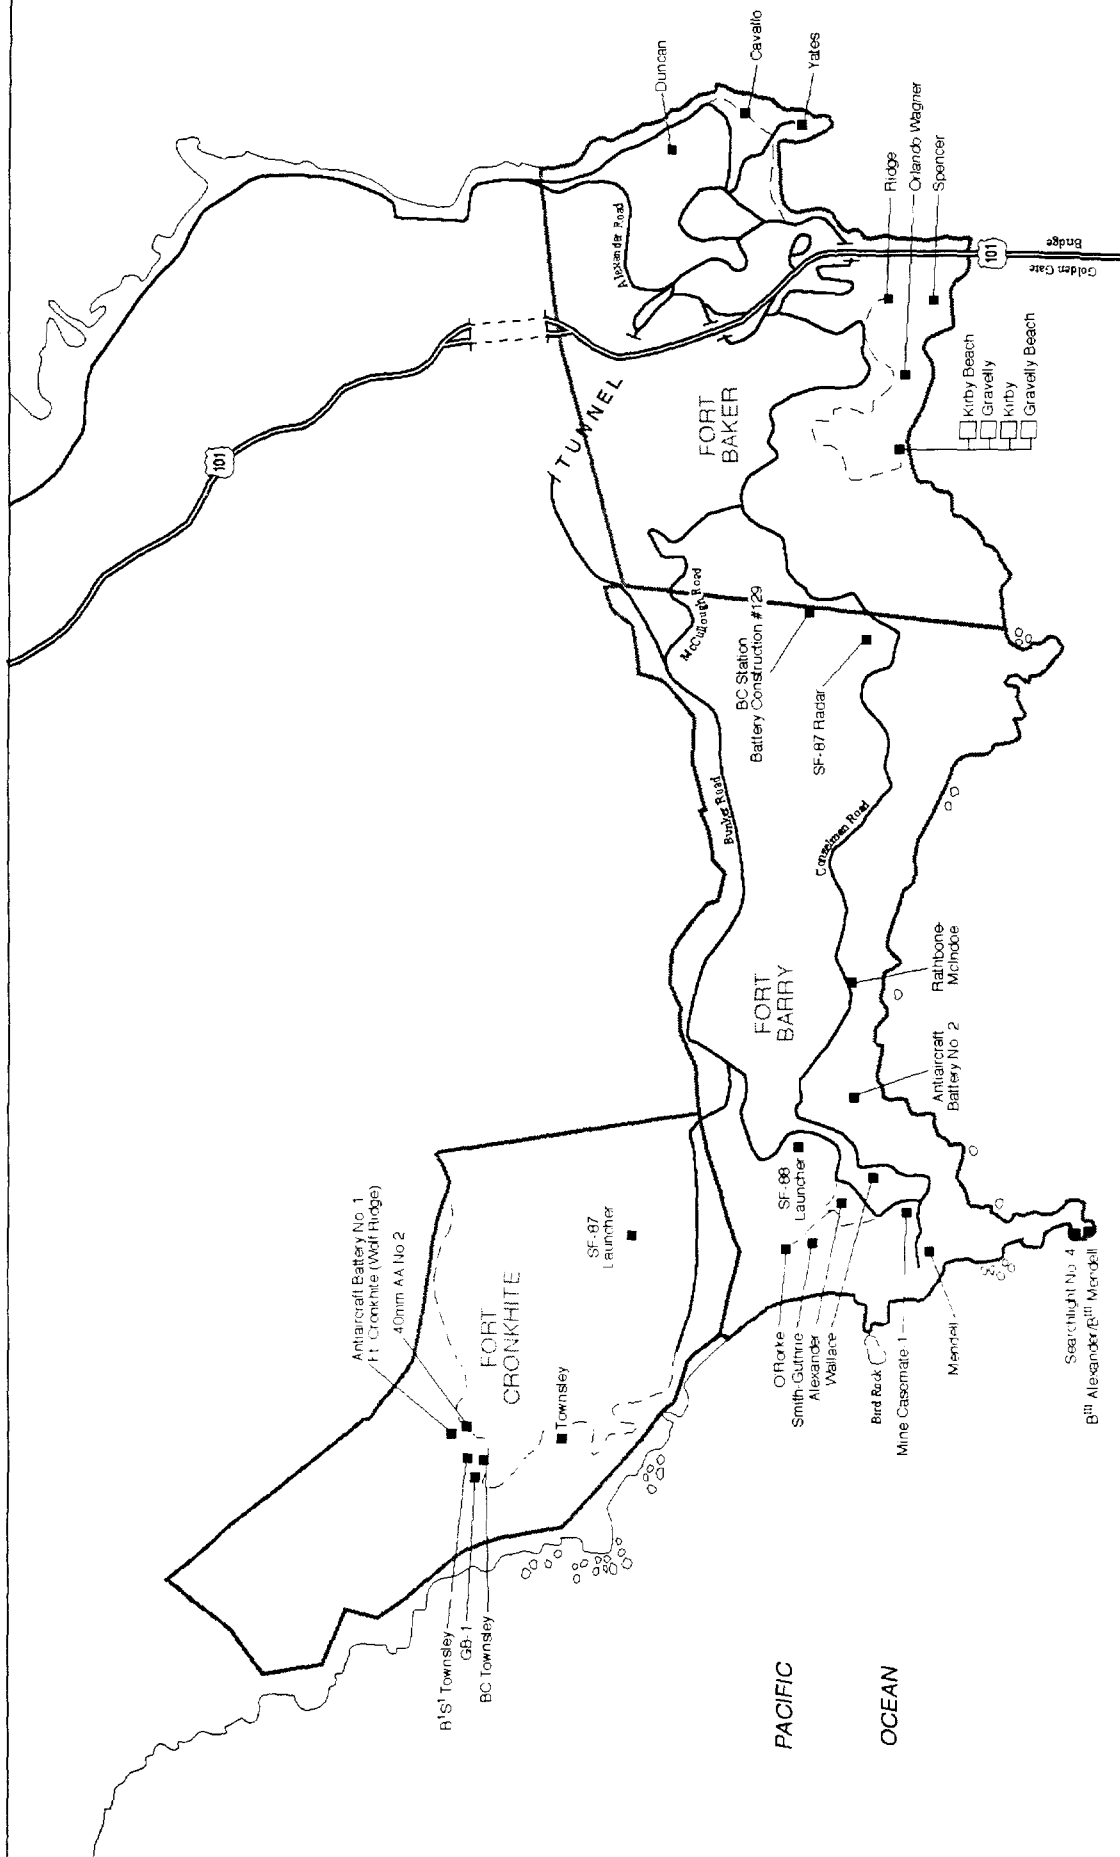 Antiaircraft Battery No. 1
Ft. Cronkhite (Wolf Ridge)
40mm AA No 2
B¹S¹ Townsley
GB-1
BC Townsley
FORT
CRONKHITE
Townsley
SF-87
Launcher
PACIFIC
OCEAN
O'Rorke
Smith-Guthrie
Alexander
Wallace
Bird Rock
Mine Casemate 1
Mendell
SF-88
Launcher
Searchlight No. 4
Bᴵᴵᴵ Alexander/Bᴵᴵᴵ Mendell
Antiaircraft
Battery No. 2
Rathbone-
McIndoe
FORT
BARRY
Bunker Road
Conzelman Road
SF-87 Radar
BC Station
Battery Construction #129
McCullough Road
TUNNEL
101
FORT
BAKER
Alexander Road
Kirby Beach
Gravelly
Kirby
Gravelly Beach
Duncan
Cavallo
Yates
Ridge
Orlando Wagner
Spencer
101
Golden Gate
Bridge